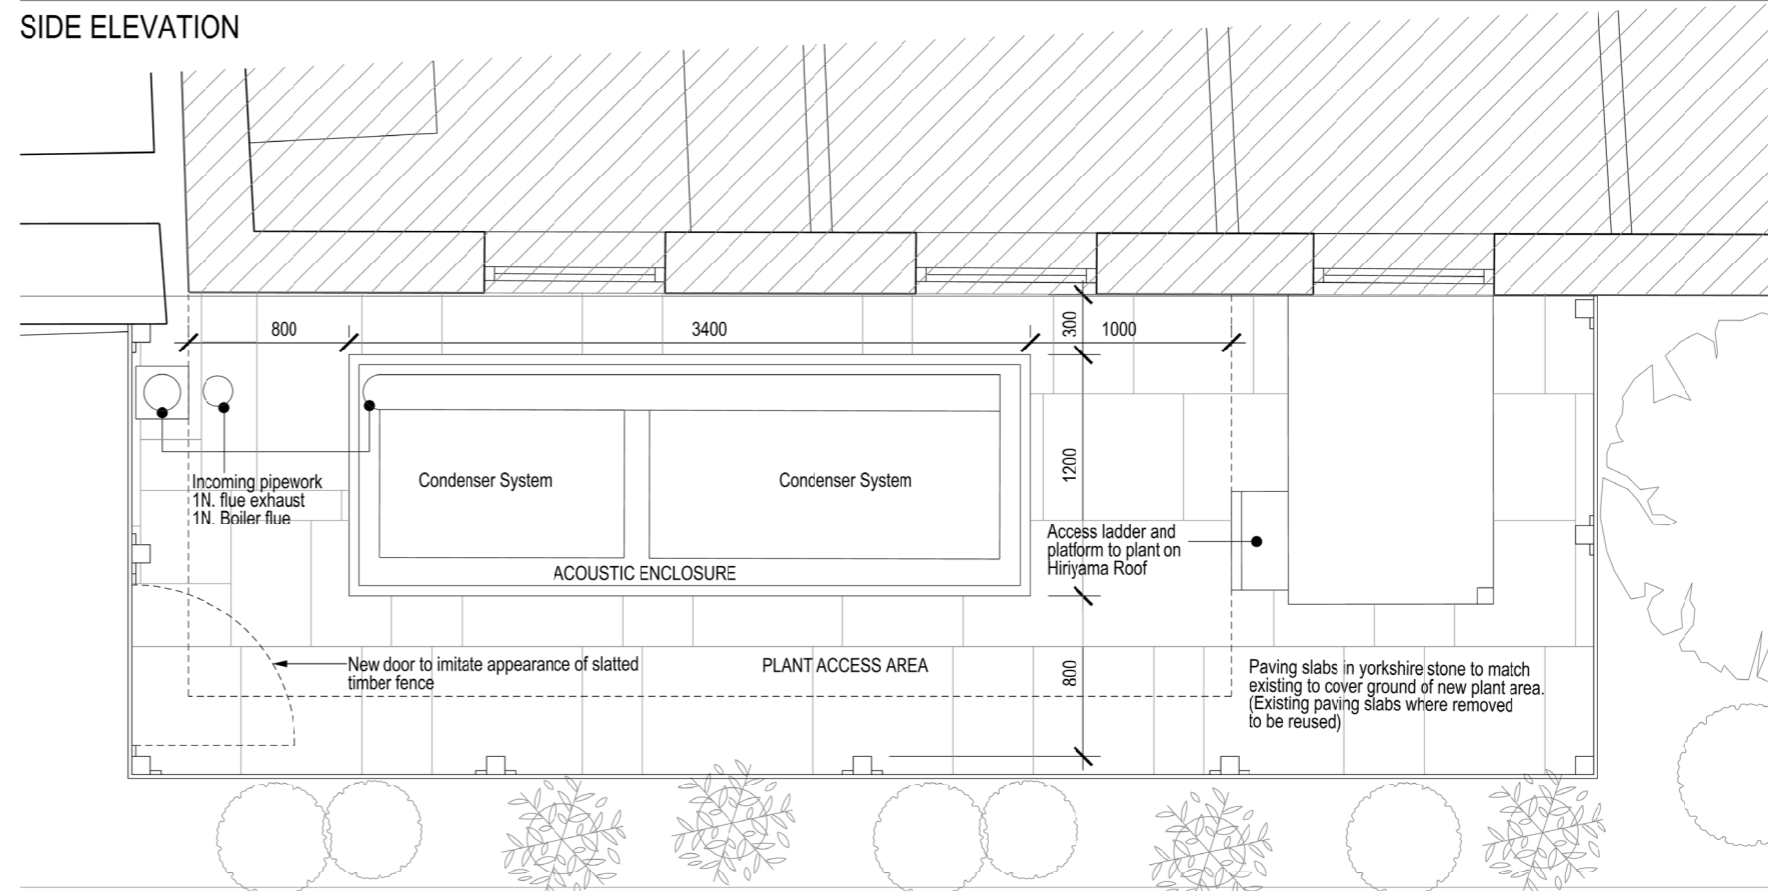 SIDE ELEVATION
800
3400
300
1000
Incoming pipework
1N. flue exhaust
1N. Boiler flue
Condenser System
Condenser System
1200
Access ladder and
platform to plant on
Hiriyama Roof
ACOUSTIC ENCLOSURE
New door to imitate appearance of slatted
timber fence
PLANT ACCESS AREA
800
Paving slabs in yorkshire stone to match
existing to cover ground of new plant area.
(Existing paving slabs where removed
to be reused)